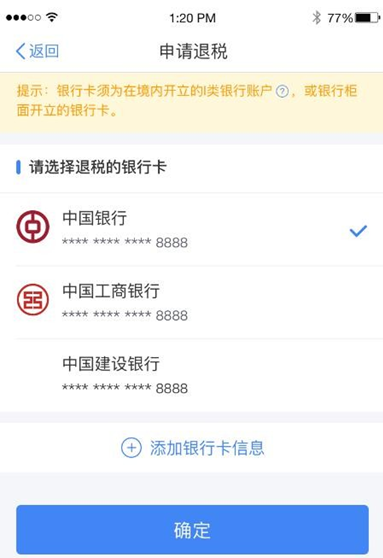 1:20 PM
77%
返回
申请退税
提示：银行卡须为在境内开立的I类银行账户?，或银行柜
面开立的银行卡。
请选择退税的银行卡
中国银行
**** **** **** 8888
中国工商银行
**** **** **** 8888
中国建设银行
**** **** **** 8888
添加银行卡信息
确定